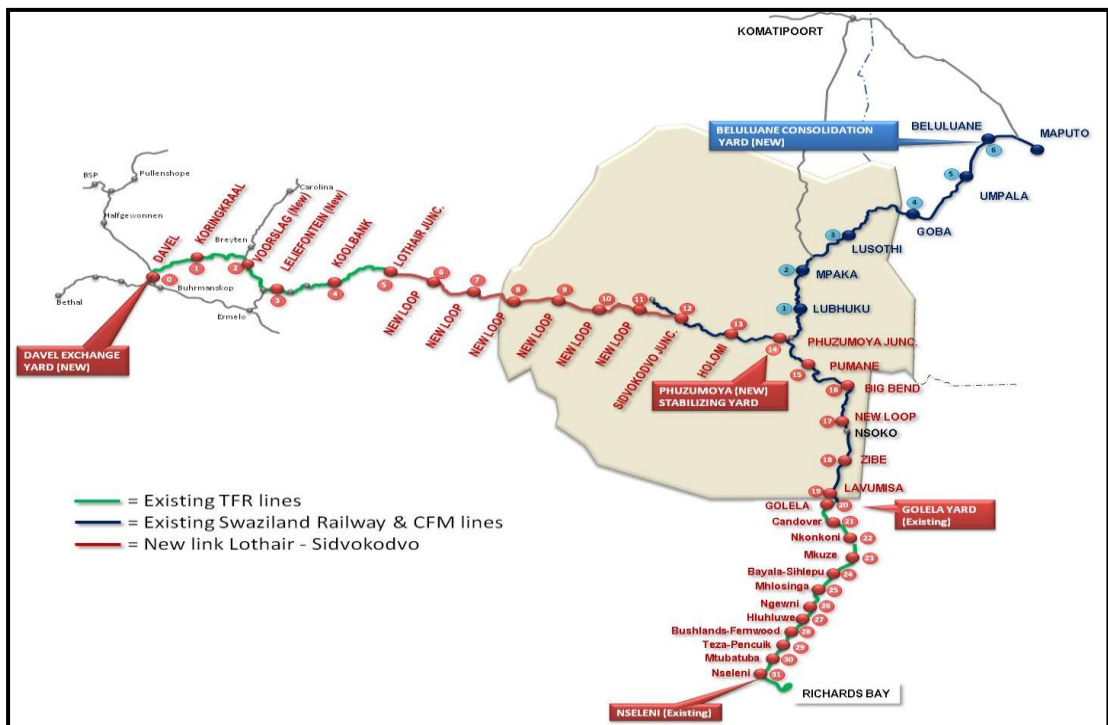 KOMATIPOORT
BELULUANE CONSOLIDATION
YARD (NEW)
BELULUANE
MAPUTO
6
5
UMPALA
4
GOBA
3
LUSOTHI
2
MPAKA
1
LUBHUKU
BSP
Pullenshope
Halfgewonnen
Carolina
Breyten
Bethal
Buhrmanskop
Ermelo
DAVEL
KORINGKRAAL
VOORSLAG (New)
LELIEFONTEIN (New)
KOOLBANK
LOTHAIR JUNC.
0
1
2
3
4
5
6
7
8
9
10
11
12
13
14
NEW LOOP
NEW LOOP
NEW LOOP
NEW LOOP
NEW LOOP
NEW LOOP
SIDVOKODVO JUNC.
HOLOMI
DAVEL EXCHANGE
YARD (NEW)
PHUZUMOYA JUNC.
PHUZUMOYA (NEW)
STABILIZING YARD
15
PUMANE
16
BIG BEND
17
NEW LOOP
NSOKO
18
ZIBE
19
LAVUMISA
GOLELA
20
GOLELA YARD
(Existing)
Candover
21
Nkonkoni
22
Mkuze
23
Bayala-Sihlepu
24
Mhlosinga
25
Ngewni
26
Hluhluwe
27
Bushlands-Fernwood
28
Teza-Pencuik
29
Mtubatuba
30
Nseleni
31
RICHARDS BAY
NSELENI (Existing)
= Existing TFR lines
= Existing Swaziland Railway & CFM lines
= New link Lothair - Sidvokodvo